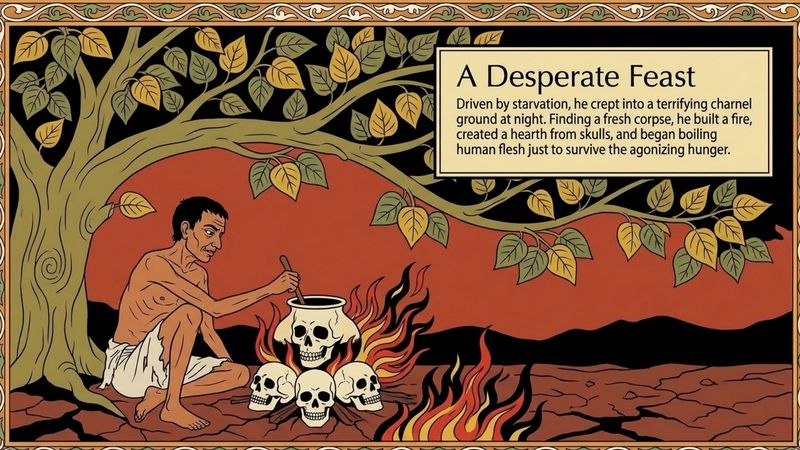 A Desperate Feast
Driven by starvation, he crept into a terrifying charnel
ground at night. Finding a fresh corpse, he built a fire,
created a hearth from skulls, and began boiling
human flesh just to survive the agonizing hunger.